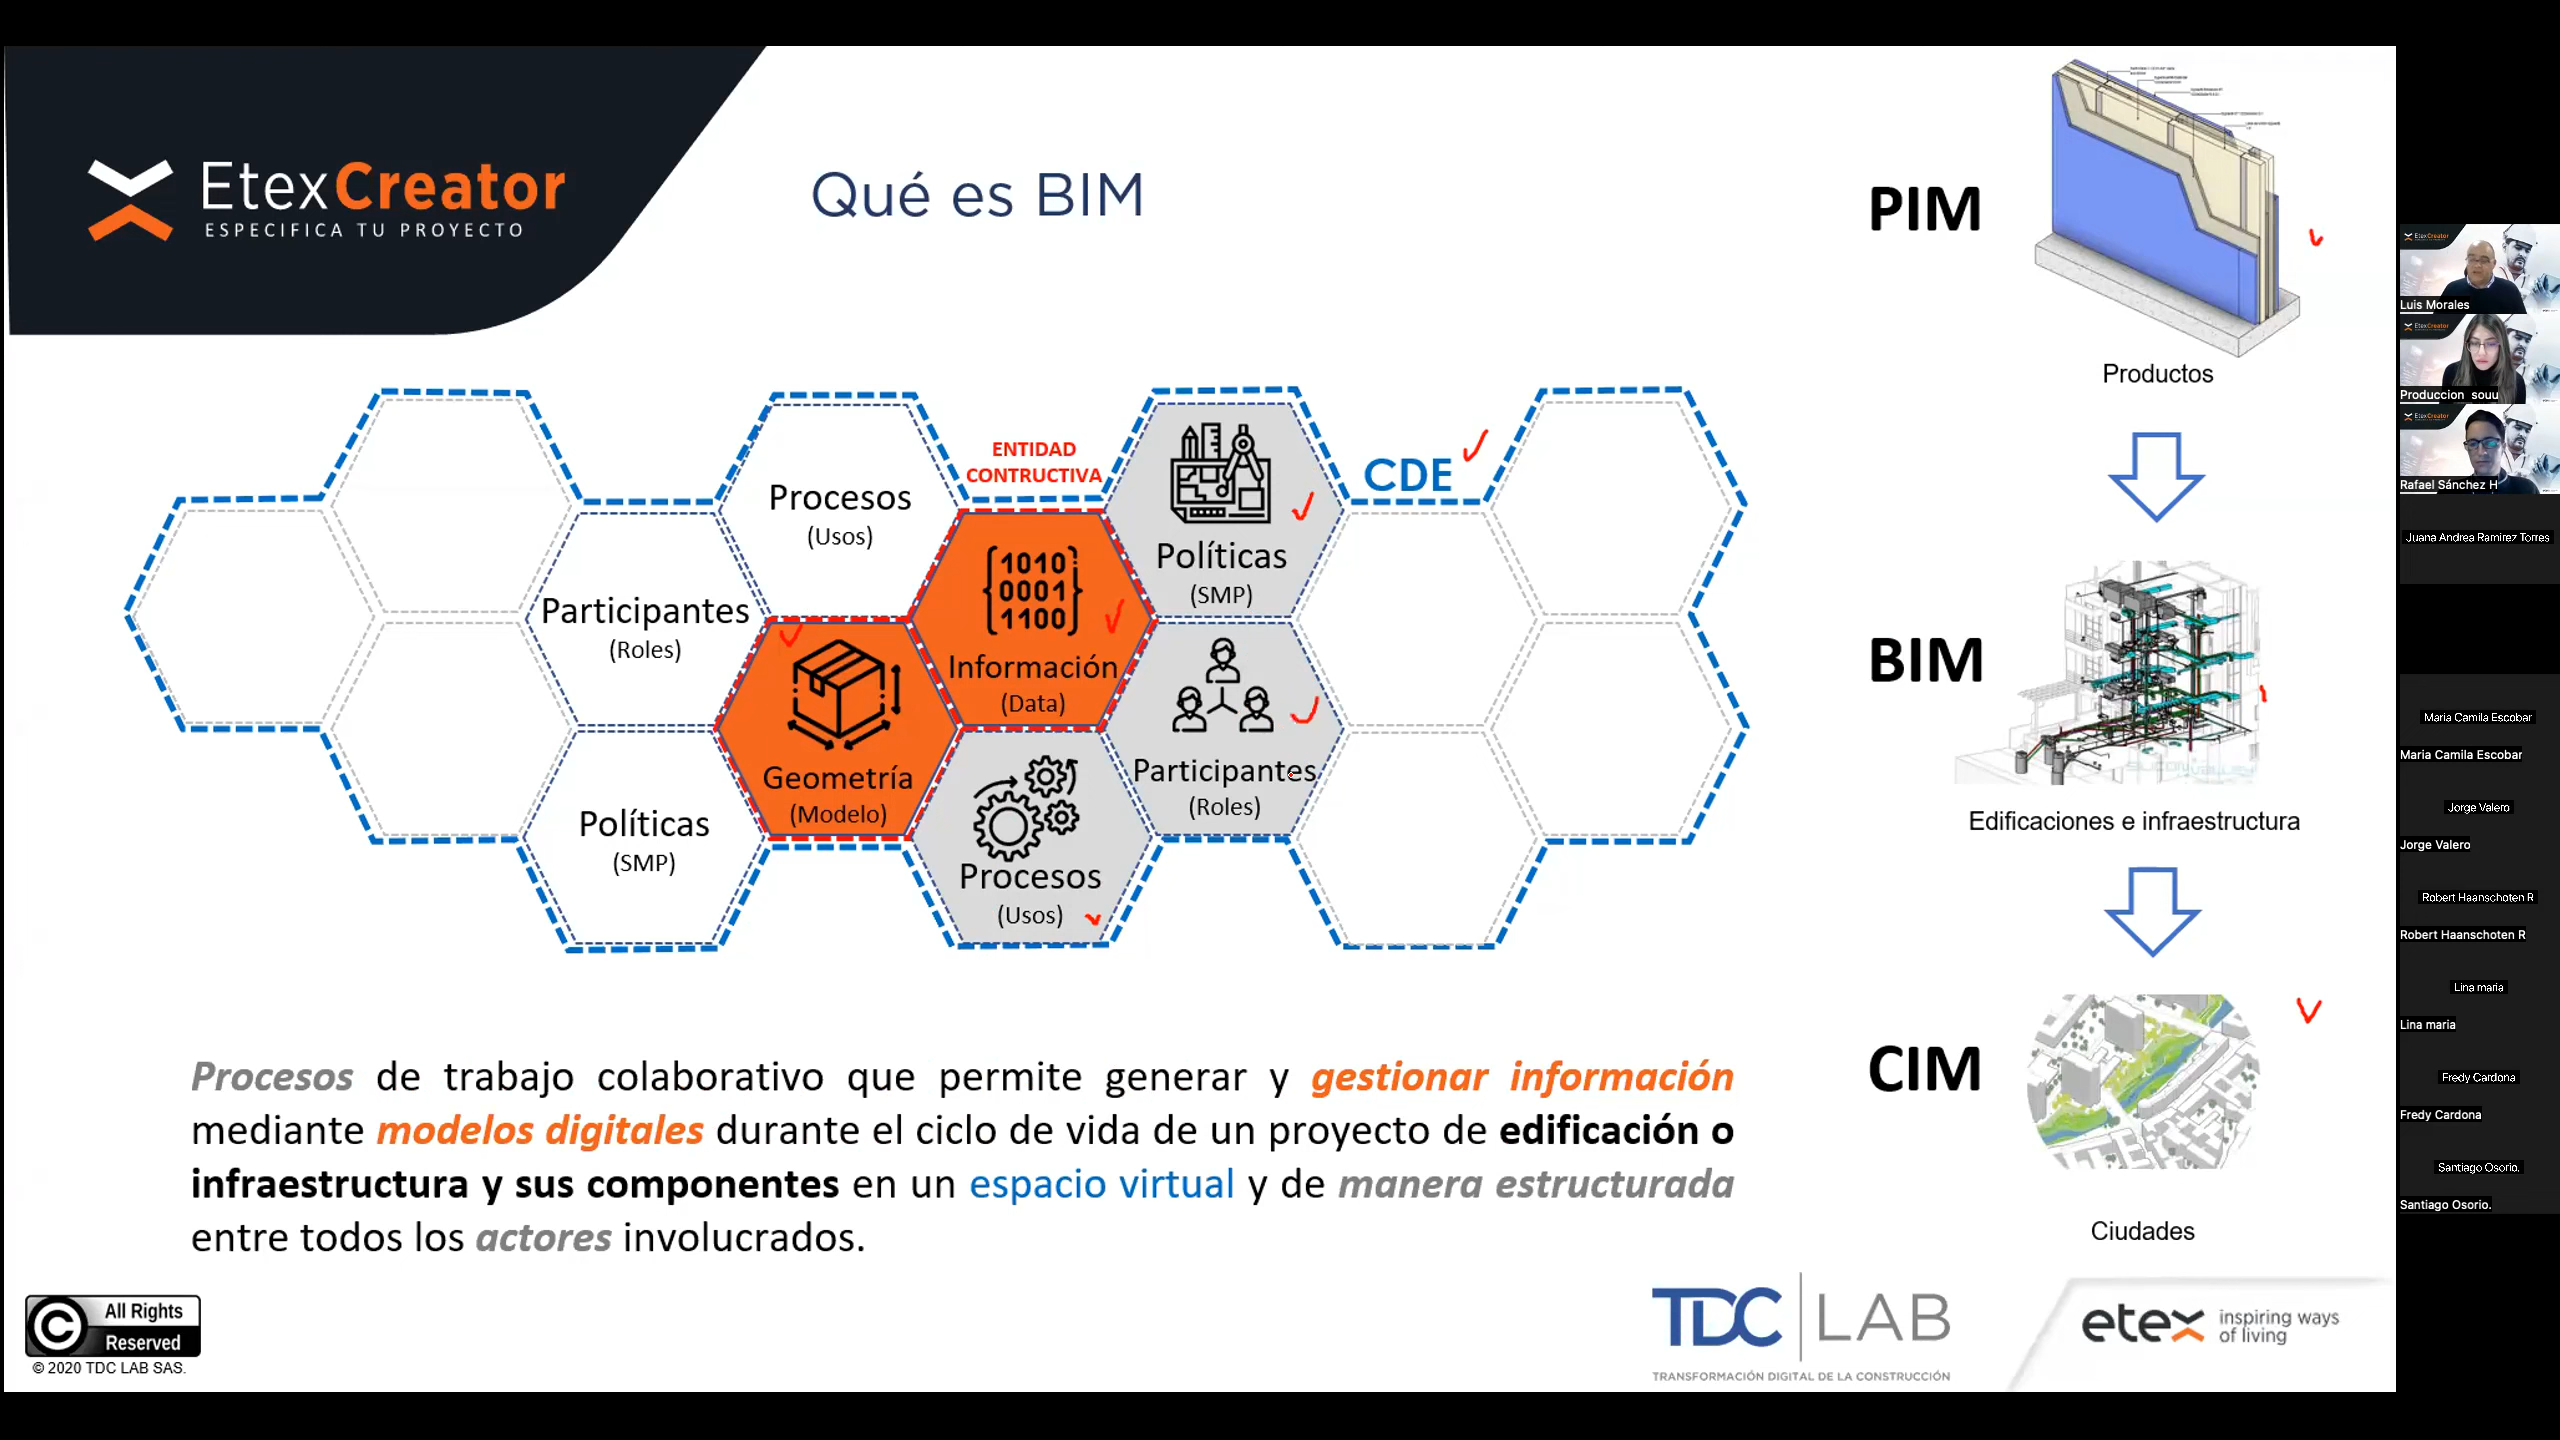 EtexCreator
ESPECIFICA TU PROYECTO
Qué es BIM
PIM
Productos
BIM
Edificaciones e infraestructura
CIM
Ciudades
ENTIDAD
CONTRUCTIVA
CDE
Procesos
(Usos)
Participantes
(Roles)
Políticas
(SMP)
Geometría
(Modelo)
1010
0001
1100
Información
(Data)
Políticas
(SMP)
Participantes
(Roles)
Procesos
(Usos)
Procesos de trabajo colaborativo que permite generar y gestionar información
mediante modelos digitales durante el ciclo de vida de un proyecto de edificación o
infraestructura y sus componentes en un espacio virtual y de manera estructurada
entre todos los actores involucrados.
All Rights
Reserved
© 2020 TDC LAB SAS.
TDC LAB
TRANSFORMACIÓN DIGITAL DE LA CONSTRUCCIÓN
etex inspiring ways
of living
EtexCreator
Luis Morales
EtexCreator
Produccion souu
EtexCreator
Rafael Sánchez H
Juana Andrea Ramirez Torres
Maria Camila Escobar
Maria Camila Escobar
Jorge Valero
Jorge Valero
Robert Haanschoten R
Robert Haanschoten R
Lina maria
Lina maria
Fredy Cardona
Fredy Cardona
Santiago Osorio.
Santiago Osorio.